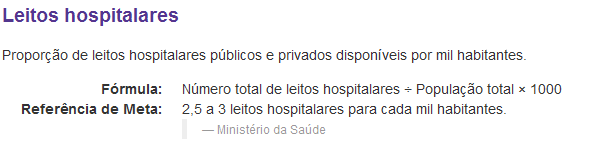 Leitos hospitalares
Proporção de leitos hospitalares públicos e privados disponíveis por mil habitantes.
Fórmula: Número total de leitos hospitalares ÷ População total × 1000
Referência de Meta: 2,5 a 3 leitos hospitalares para cada mil habitantes.
— Ministério da Saúde